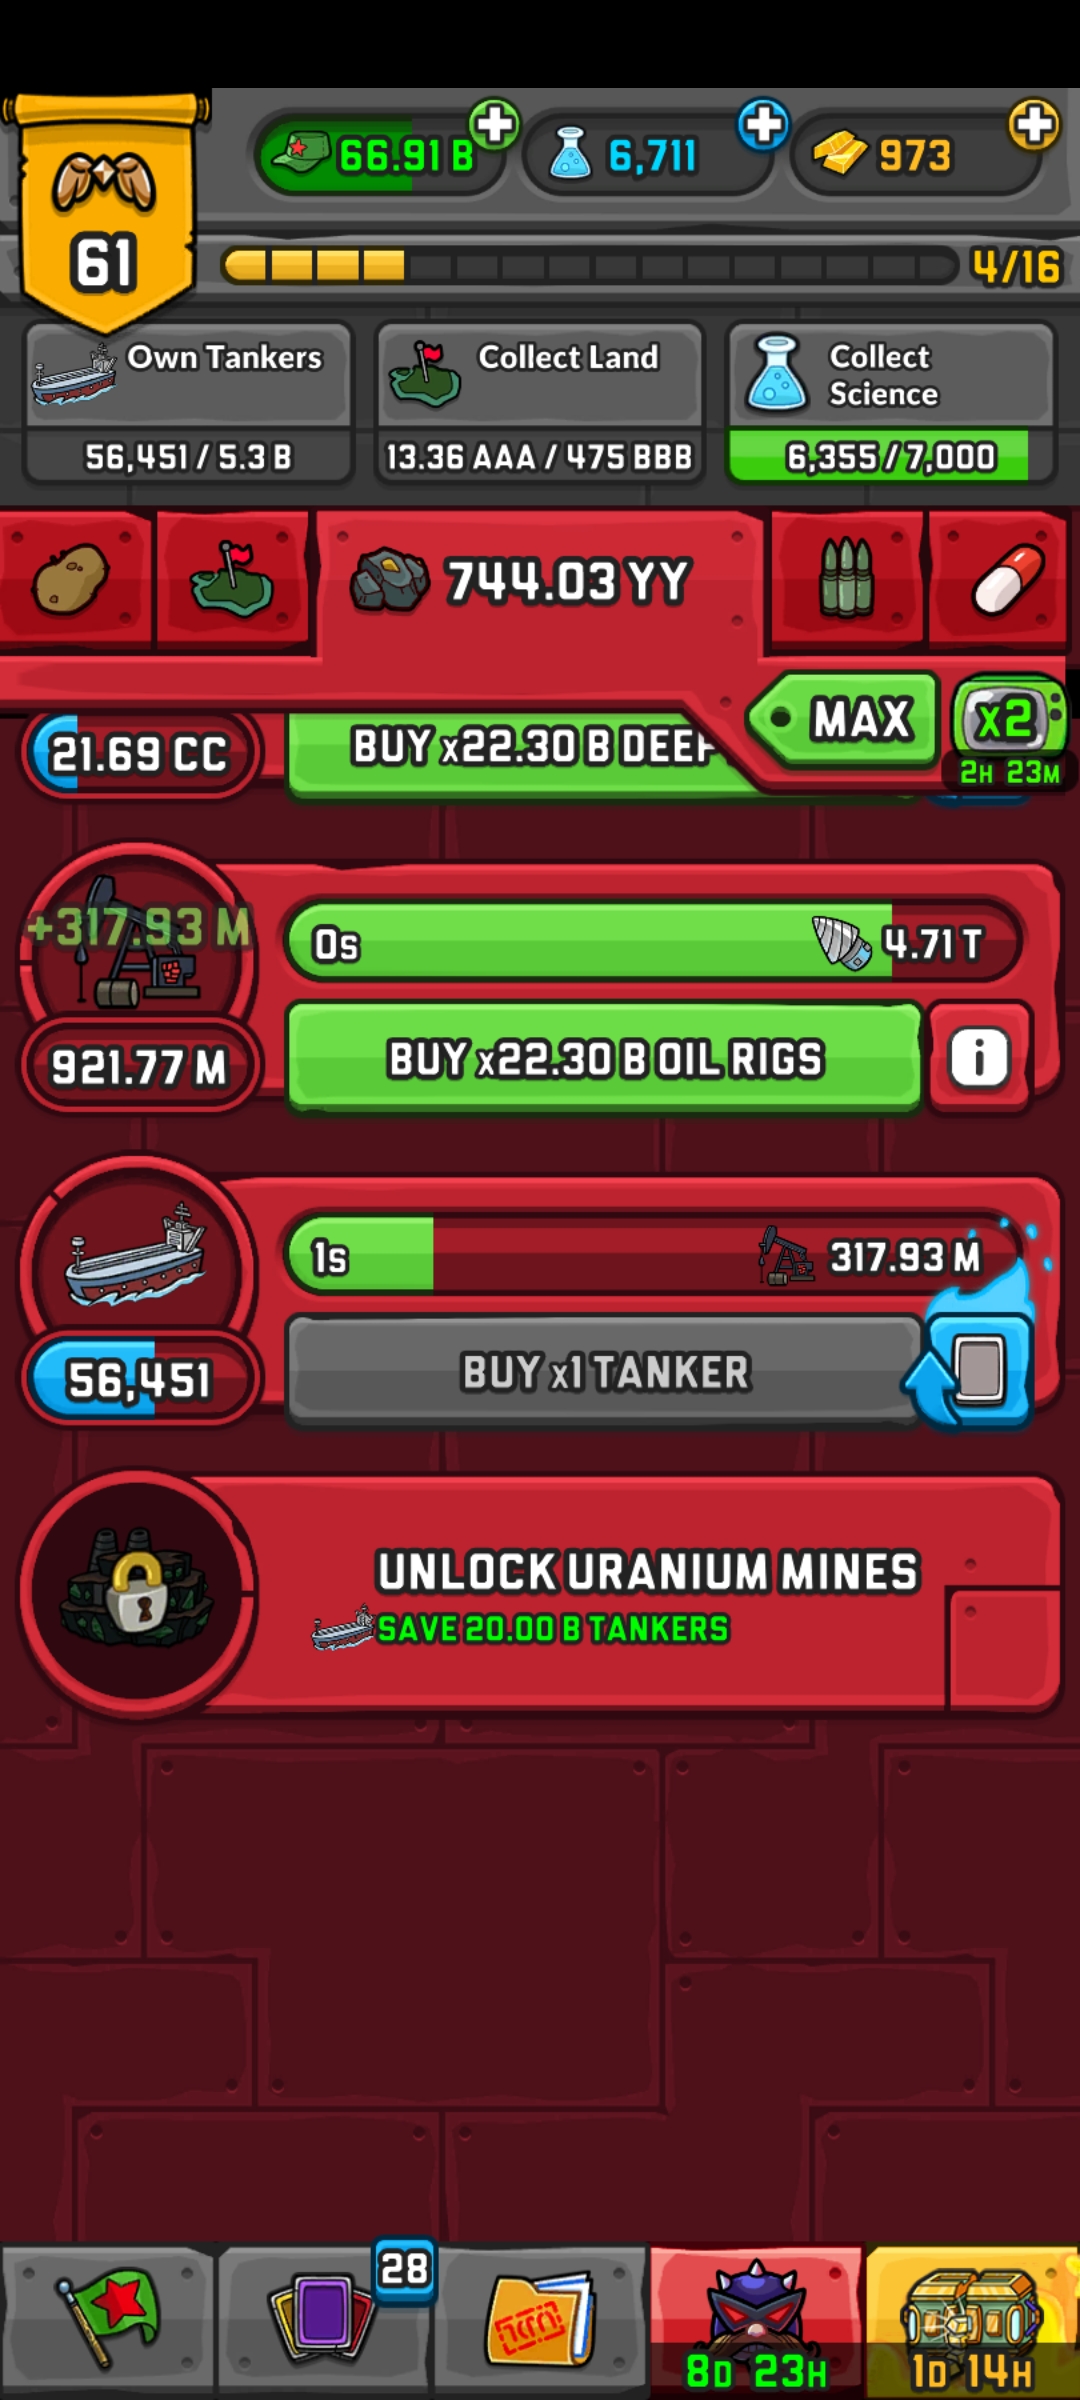 66.91 B
6,711
973
61
4/16
Own Tankers
56,451 / 5.3 B
Collect Land
13.36 AAA / 475 BBB
Collect
Science
6,355 / 7,000
744.03 YY
MAX
x2
2H 23M
21.69 CC
BUY x22.30 B DEEP
+317.93 M
0s
4.71 T
921.77 M
BUY x22.30 B OIL RIGS
i
1s
317.93 M
56,451
BUY x1 TANKER
UNLOCK URANIUM MINES
SAVE 20.00 B TANKERS
28
8D 23H
1D 14H